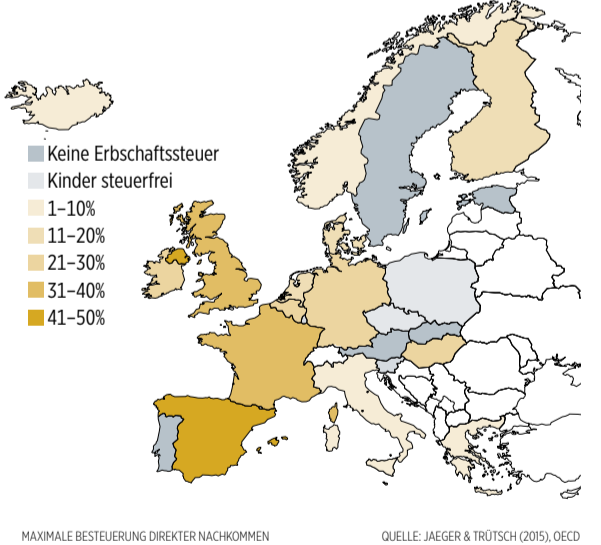 Keine Erbschaftssteuer
Kinder steuerfrei
1–10%
11–20%
21–30%
31–40%
41–50%
MAXIMALE BESTEUERUNG DIREKTER NACHKOMMEN
QUELLE: JAEGER & TRÜTSCH (2015), OECD